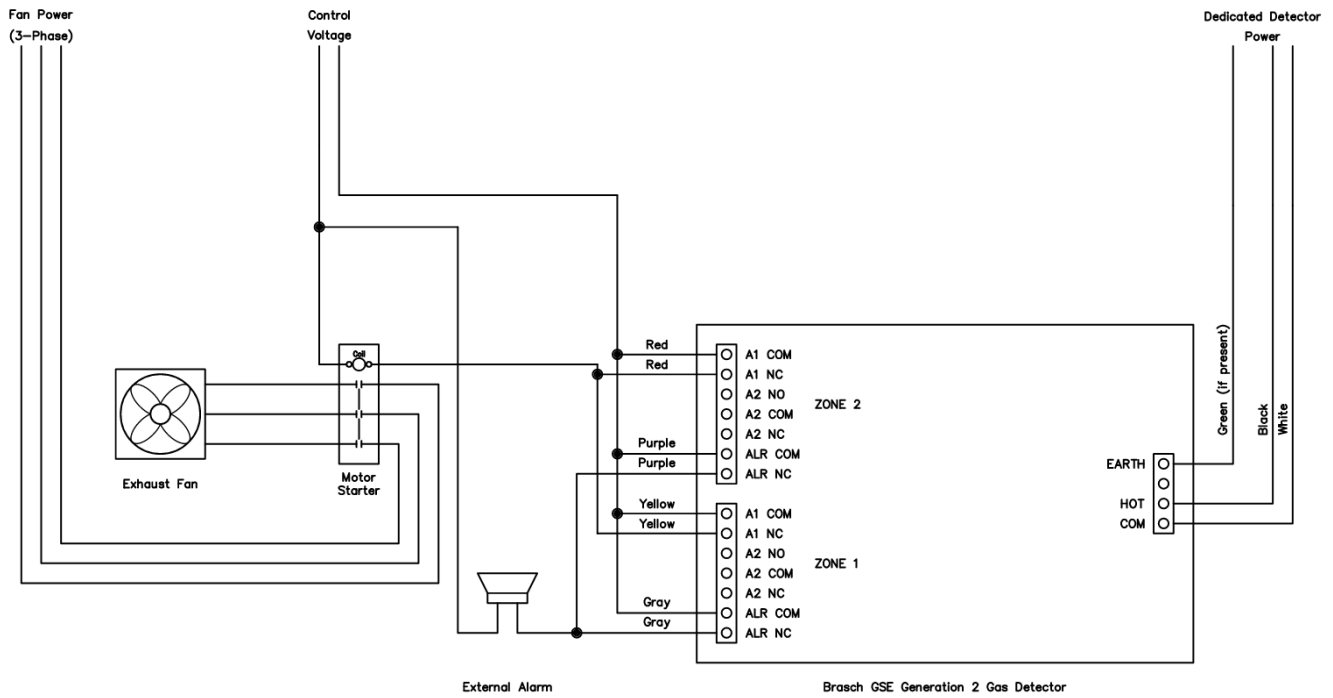 Fan Power
(3-Phase)
Control
Voltage
Dedicated Detector
Power
Green (if present)
Black
White
Red
Red
Purple
Purple
Yellow
Yellow
Gray
Gray
A1 COM
A1 NC
A2 NO
A2 COM
A2 NC
ALR COM
ALR NC
ZONE 2
A1 COM
A1 NC
A2 NO
A2 COM
A2 NC
ALR COM
ALR NC
ZONE 1
EARTH
HOT
COM
Coil
Exhaust Fan
Motor
Starter
External Alarm
Brasch GSE Generation 2 Gas Detector